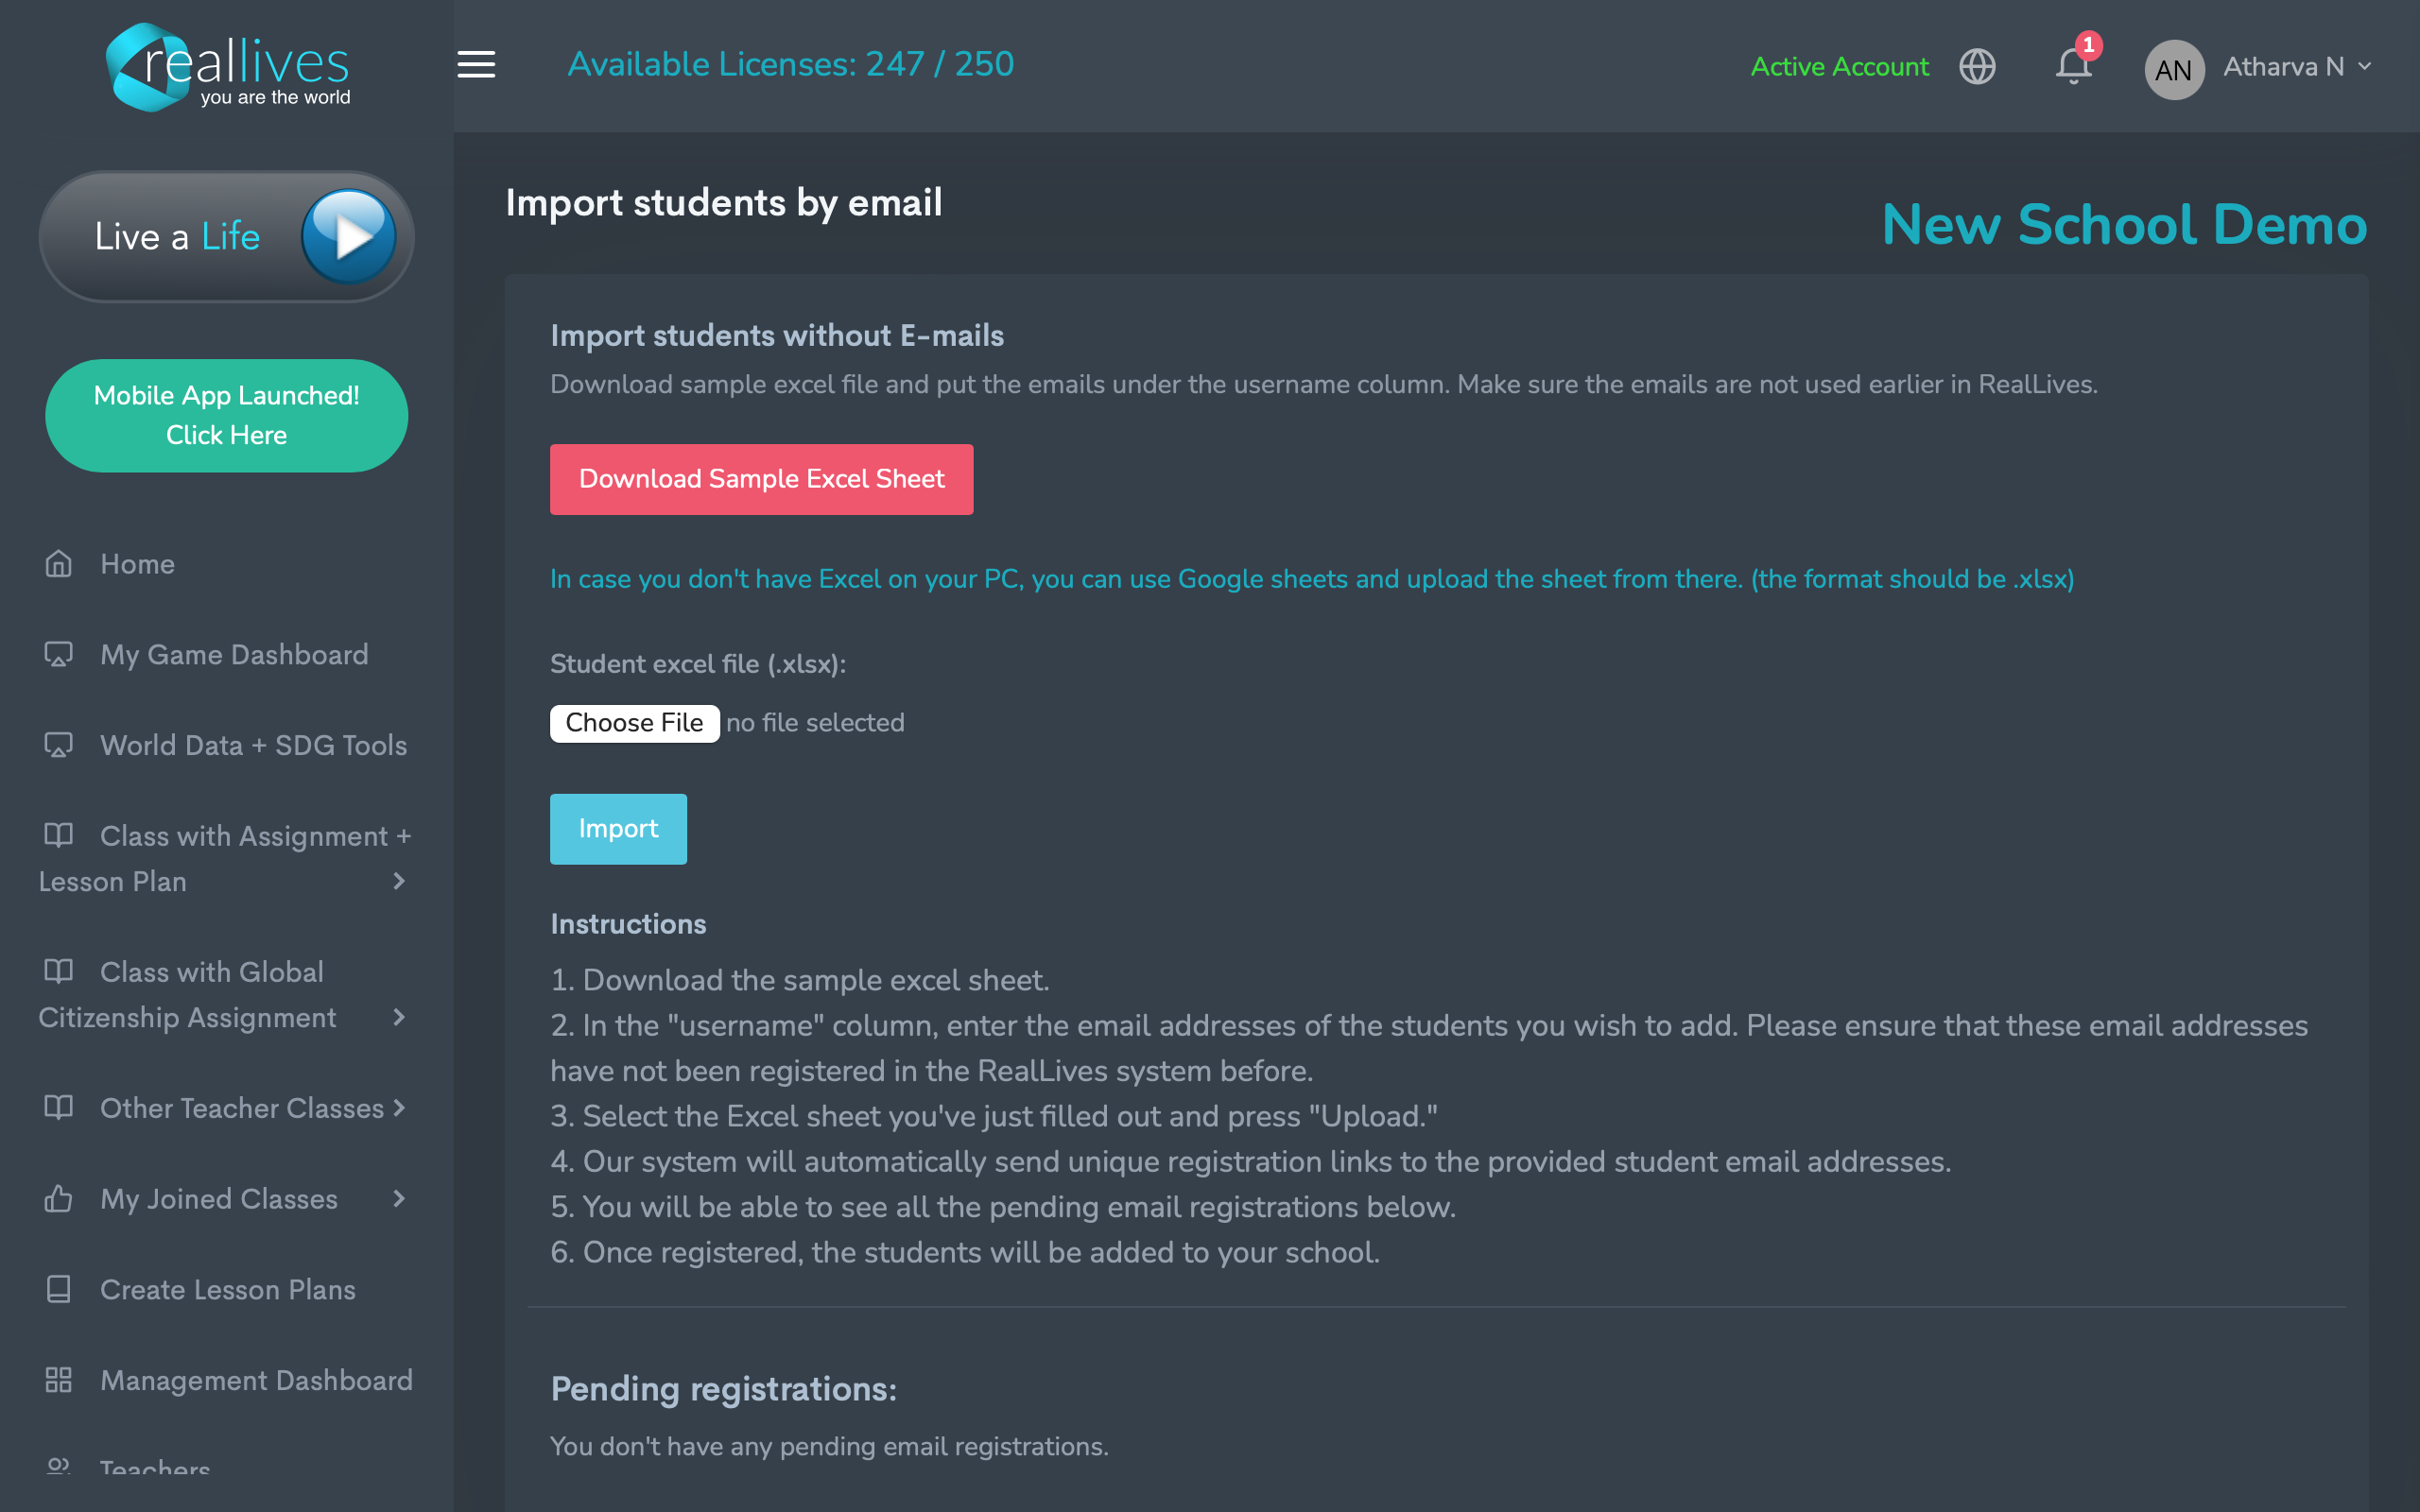 reallives
you are the world
Available Licenses: 247 / 250
Active Account
1
AN
Atharva N
Live a Life
Mobile App Launched!
Click Here
Home
My Game Dashboard
World Data + SDG Tools
Class with Assignment +
Lesson Plan
Class with Global
Citizenship Assignment
Other Teacher Classes
My Joined Classes
Create Lesson Plans
Management Dashboard
Teachers
Import students by email
New School Demo
Import students without E-mails
Download sample excel file and put the emails under the username column. Make sure the emails are not used earlier in RealLives.
Download Sample Excel Sheet
In case you don't have Excel on your PC, you can use Google sheets and upload the sheet from there. (the format should be .xlsx)
Student excel file (.xlsx):
Choose File no file selected
Import
Instructions
1. Download the sample excel sheet.
2. In the "username" column, enter the email addresses of the students you wish to add. Please ensure that these email addresses
have not been registered in the RealLives system before.
3. Select the Excel sheet you've just filled out and press "Upload."
4. Our system will automatically send unique registration links to the provided student email addresses.
5. You will be able to see all the pending email registrations below.
6. Once registered, the students will be added to your school.
Pending registrations:
You don't have any pending email registrations.